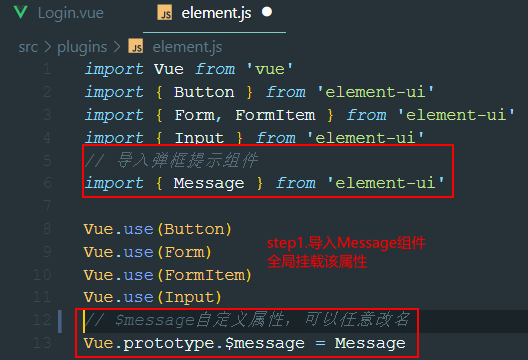 Login.vue
element.js
src > plugins > element.js
1 import Vue from 'vue'
2 import { Button } from 'element-ui'
3 import { Form, FormItem } from 'element-ui'
4 import { Input } from 'element-ui'
5 // 导入弹框提示组件
6 import { Message } from 'element-ui'
7
8 Vue.use(Button)
9 Vue.use(Form)
10 Vue.use(FormItem)
11 Vue.use(Input)
step1.导入Message组件
全局挂载该属性
12 // $message自定义属性，可以任意改名
13 Vue.prototype.$message = Message